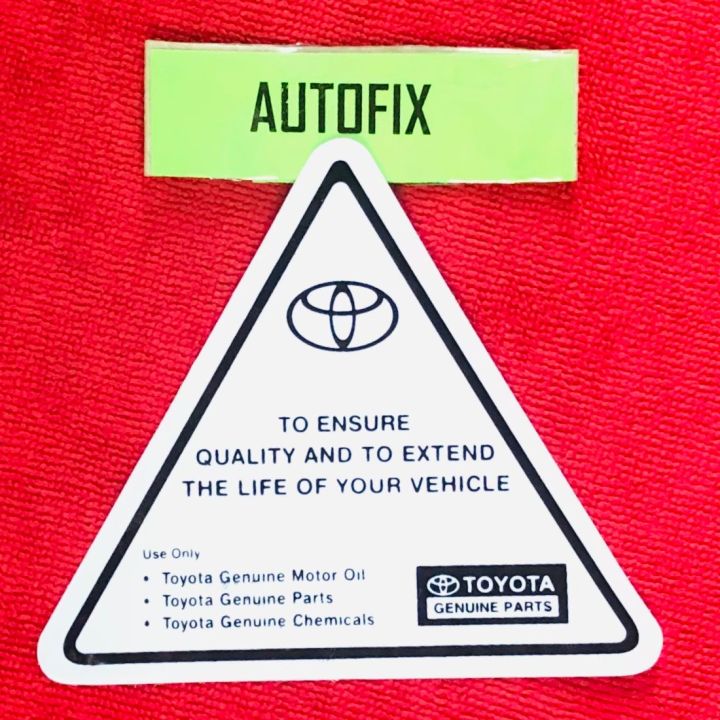 AUTOFIX
TO ENSURE
QUALITY AND TO EXTEND
THE LIFE OF YOUR VEHICLE
Use Only
• Toyota Genuine Motor Oil
• Toyota Genuine Parts
• Toyota Genuine Chemicals
TOYOTA
GENUINE PARTS